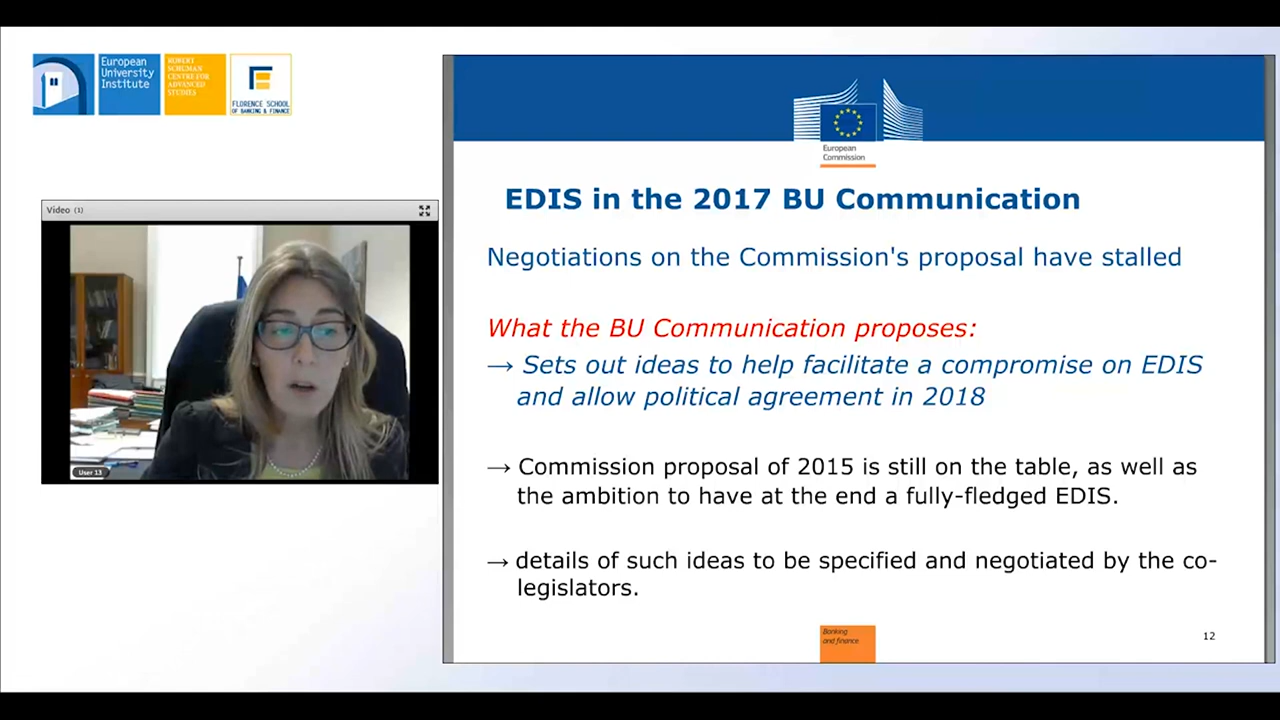 European
University
Institute
ROBERT
SCHUMAN
CENTRE FOR
ADVANCED
STUDIES
FLORENCE SCHOOL
OF BANKING & FINANCE
Video (1)
User 13
European
Commission
EDIS in the 2017 BU Communication
Negotiations on the Commission's proposal have stalled
What the BU Communication proposes:
→ Sets out ideas to help facilitate a compromise on EDIS
and allow political agreement in 2018
→ Commission proposal of 2015 is still on the table, as well as
the ambition to have at the end a fully-fledged EDIS.
→ details of such ideas to be specified and negotiated by the co-
legislators.
Banking
and finance
12